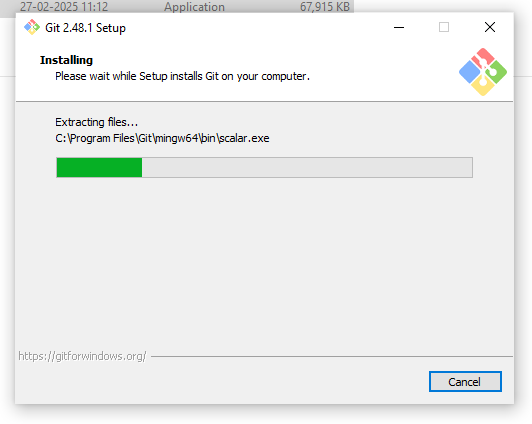 27-02-2025 11:12 Application 67,915 KB
Git 2.48.1 Setup
Installing
Please wait while Setup installs Git on your computer.
Extracting files...
C:\Program Files\Git\mingw64\bin\scalar.exe
https://gitforwindows.org/
Cancel